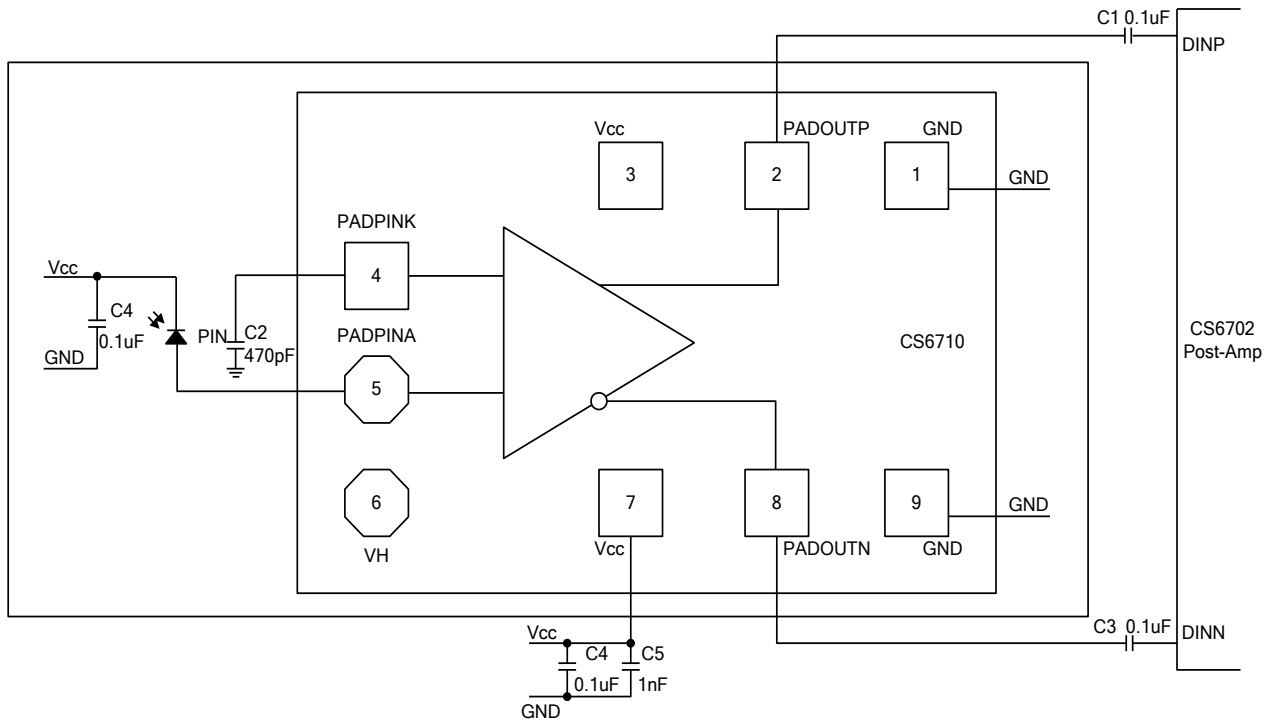 C1 0.1uF
DINP
Vcc
PADOUTP
GND
3
2
1
GND
PADPINK
4
Vcc
C4
0.1uF
GND
PIN
C2
470pF
PADPINA
5
CS6710
CS6702
Post-Amp
6
VH
7
Vcc
8
PADOUTN
9
GND
GND
C3 0.1uF
DINN
Vcc
C4
0.1uF
C5
1nF
GND